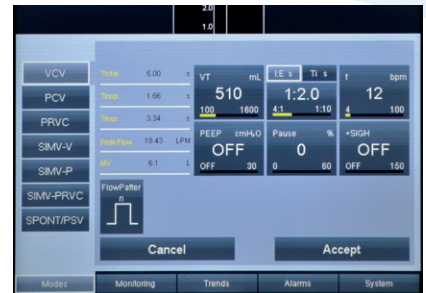 2.0
1.0
VCV
PCV
PRVC
SIMV-V
SIMV-P
SIMV-PRVC
SPONT/PSV
Ttotal 5.00 s
Tinsp 1.66 s
Texp 3.34 s
Peak Flow 18.43 LPM
MV 6.1 L
VT mL
510
100 1600
I:E s Ti s
1:2.0
4:1 1:10
f bpm
12
4 100
PEEP cmH₂O
OFF
OFF 30
Pause %
0
0 60
•SIGH
OFF
OFF 150
FlowPatter
n
Cancel
Accept
Modes Monitoring Trends Alarms System